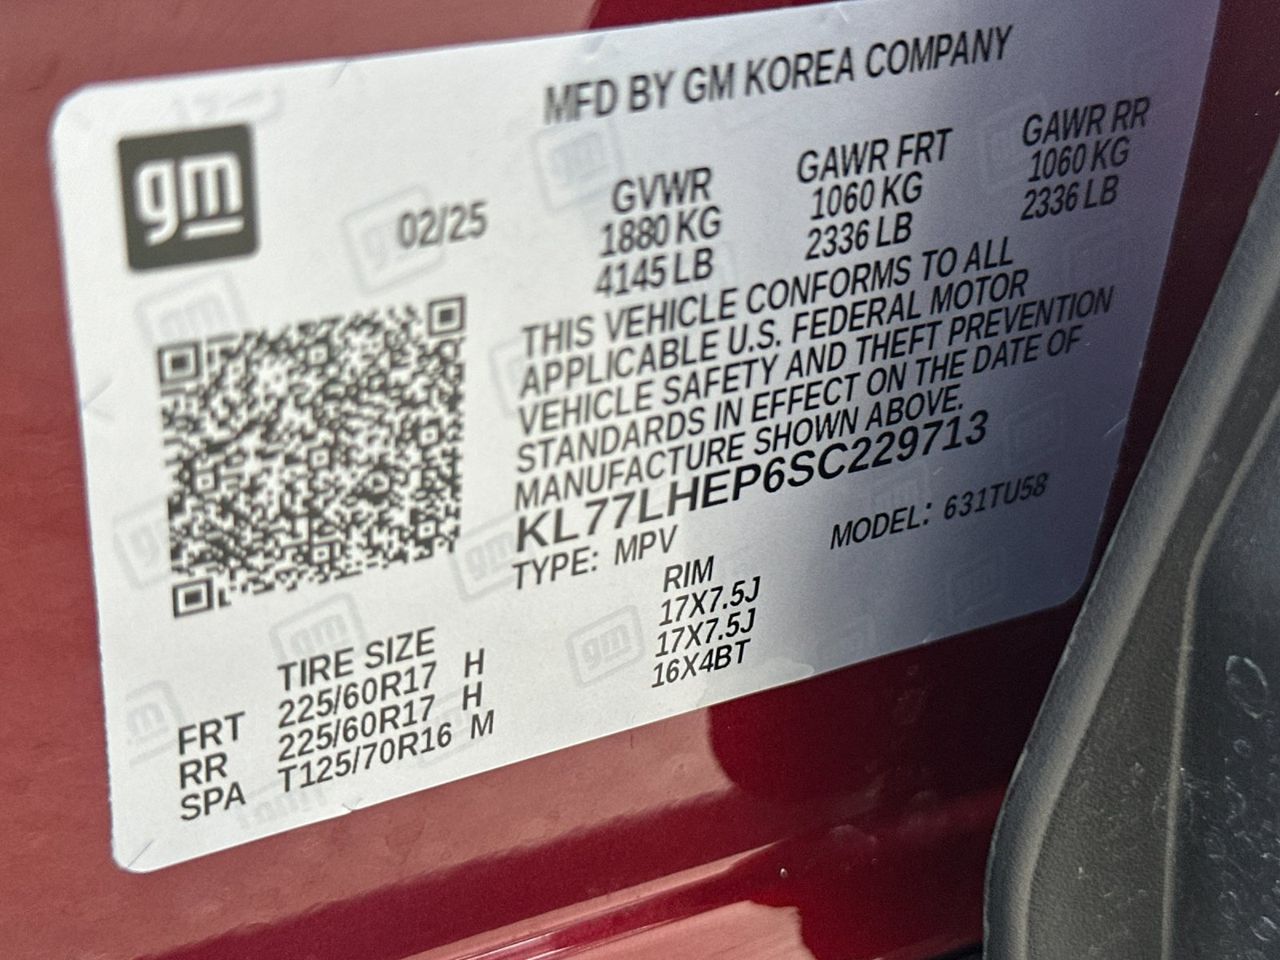 MFD BY GM KOREA COMPANY
gm
02/25
GVWR GAWR FRT GAWR RR
1880 KG 1060 KG 1060 KG
4145 LB 2336 LB 2336 LB
THIS VEHICLE CONFORMS TO ALL
APPLICABLE U.S. FEDERAL MOTOR
VEHICLE SAFETY AND THEFT PREVENTION
STANDARDS IN EFFECT ON THE DATE OF
MANUFACTURE SHOWN ABOVE.
KL77LHEP6SC229713
TYPE: MPV MODEL: 631TU58
TIRE SIZE RIM
FRT 225/60R17 H 17X7.5J
RR 225/60R17 H 17X7.5J
SPA T125/70R16 M 16X4BT